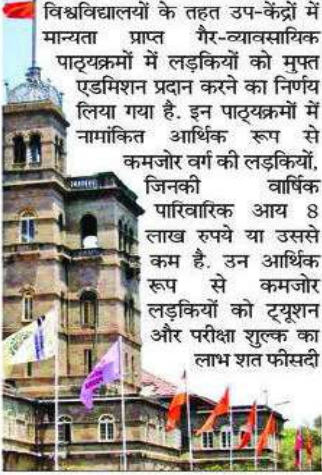 विश्वविद्यालयों के तहत उप-केंद्रों में
मान्यता प्राप्त गैर-व्यावसायिक
पाठ्यक्रमों में लड़कियों को मुफ्त
एडमिशन प्रदान करने का निर्णय
लिया गया है. इन पाठ्यक्रमों में
नामांकित आर्थिक रूप से
कमजोर वर्ग की लड़कियों,
जिनकी वार्षिक
पारिवारिक आय 8
लाख रुपये या उससे
कम है. उन आर्थिक
रूप से कमजोर
लड़कियों को ट्यूशन
और परीक्षा शुल्क का
लाभ शत फीसदी